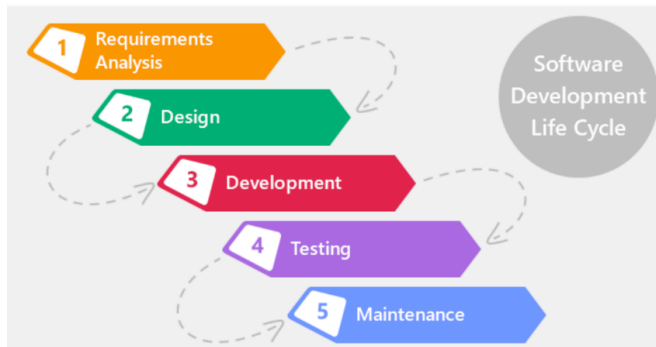 1
Requirements
Analysis
Software
Development
Life Cycle
2
Design
3
Development
4
Testing
5
Maintenance